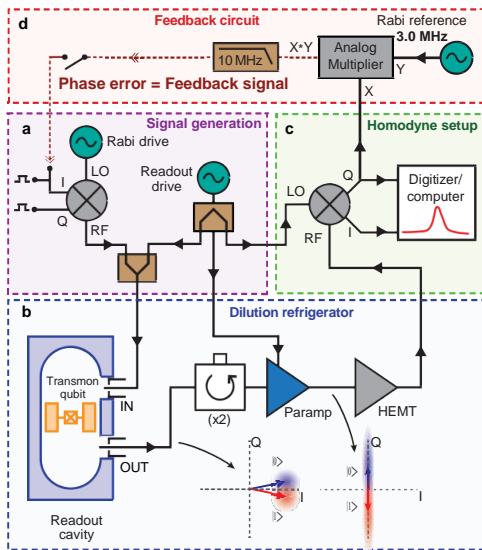 d
Feedback circuit
Rabi reference
3.0 MHz
10 MHz
X*Y
Analog
Multiplier
Y
X
Phase error = Feedback signal
a
Signal generation
Rabi drive
LO
I
Q
RF
Readout
drive
c
Homodyne setup
LO
Q
RF
I
Digitizer/
computer
b
Dilution refrigerator
Transmon
qubit
IN
OUT
Readout
cavity
(x2)
Paramp
HEMT
Q
I
Q
I